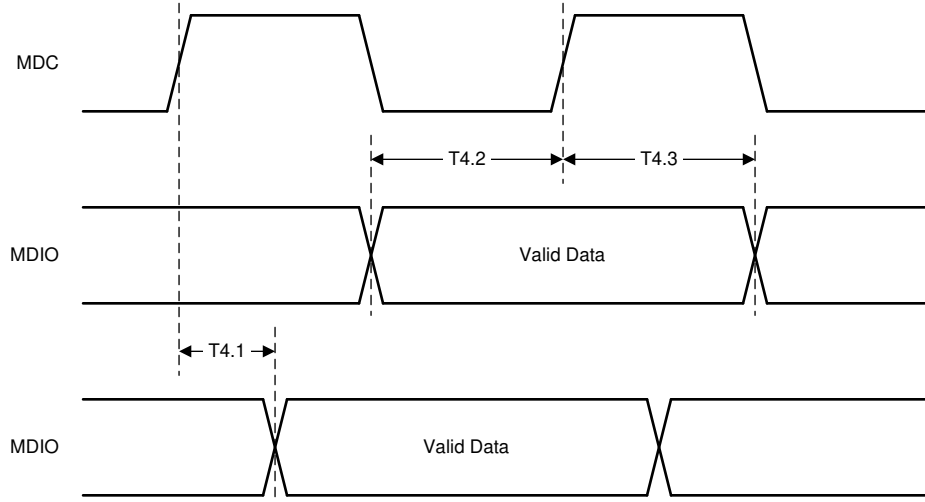 MDC
T4.2
T4.3
MDIO
Valid Data
T4.1
MDIO
Valid Data